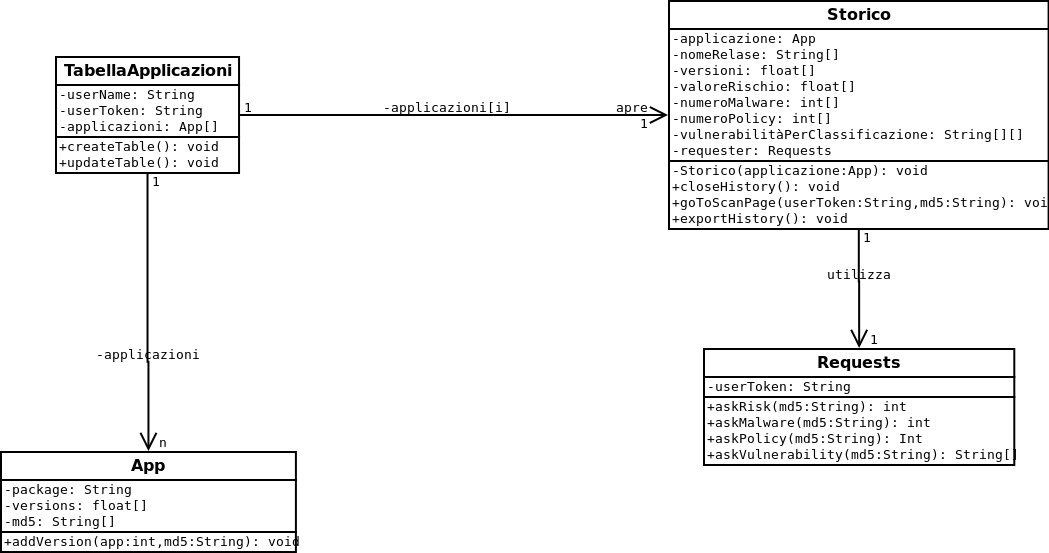 Storico
-applicazione: App
-nomeRelase: String[]
-versioni: float[]
-valoreRischio: float[]
-numeroMalware: int[]
-numeroPolicy: int[]
-vulnerabilitàPerClassificazione: String[][]
-requester: Requests
-Storico(applicazione:App): void
+closeHistory(): void
+goToScanPage(userToken:String,md5:String): voi
+exportHistory(): void
TabellaApplicazioni
-userName: String
-userToken: String
-applicazioni: App[]
+createTable(): void
+updateTable(): void
1
-applicazioni[i]
apre
1
1
-applicazioni
n
1
utilizza
1
Requests
-userToken: String
+askRisk(md5:String): int
+askMalware(md5:String): int
+askPolicy(md5:String): Int
+askVulnerability(md5:String): String[]
App
-package: String
-versions: float[]
-md5: String[]
+addVersion(app:int,md5:String): void